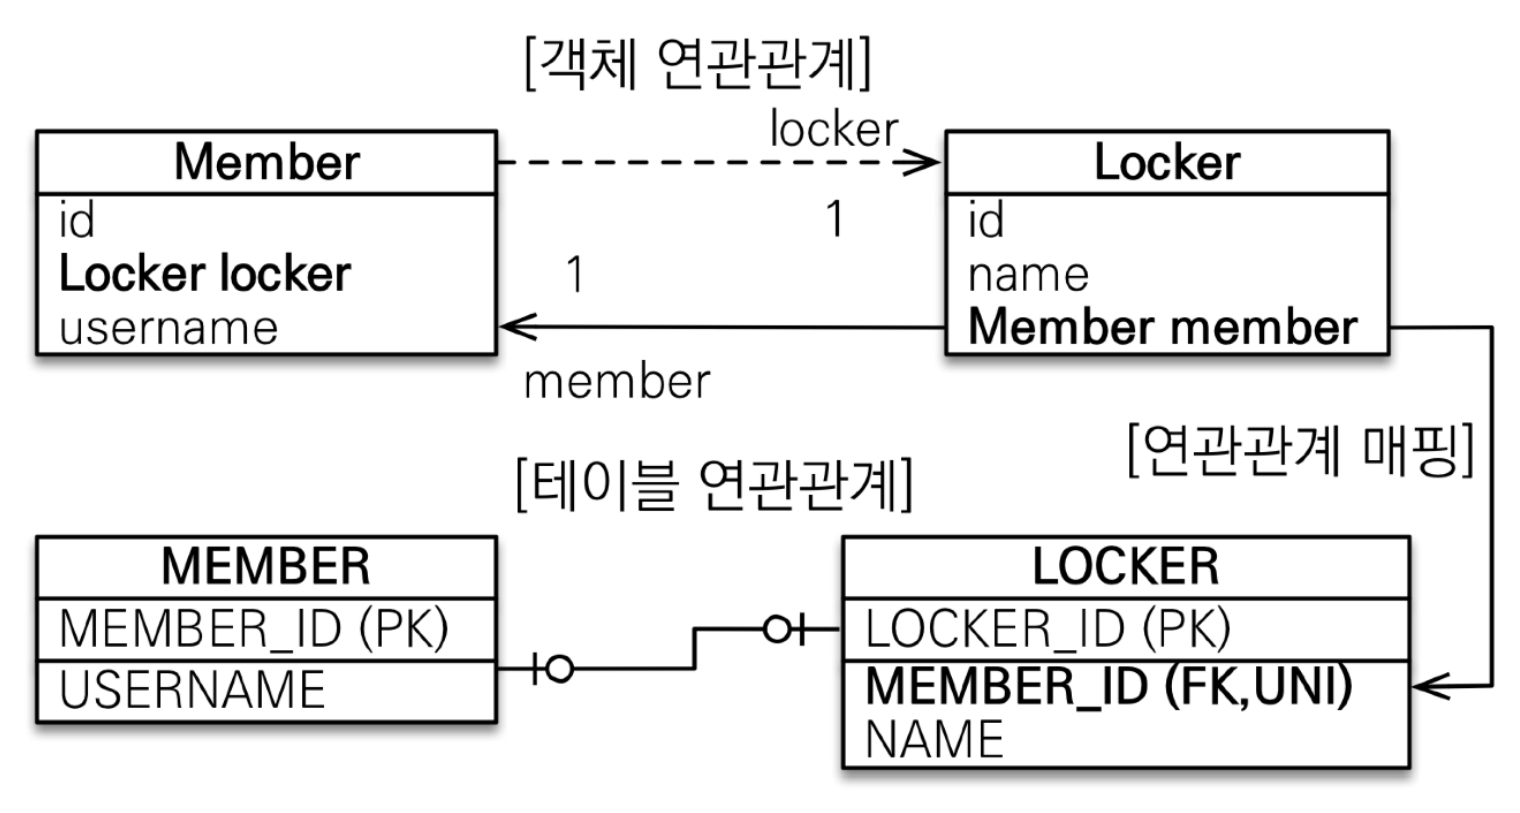 [객체 연관관계]
locker
Member
id
Locker locker
username
1
1
member
Locker
id
name
Member member
[연관관계 매핑]
[테이블 연관관계]
MEMBER
MEMBER_ID (PK)
USERNAME
LOCKER
LOCKER_ID (PK)
MEMBER_ID (FK,UNI)
NAME